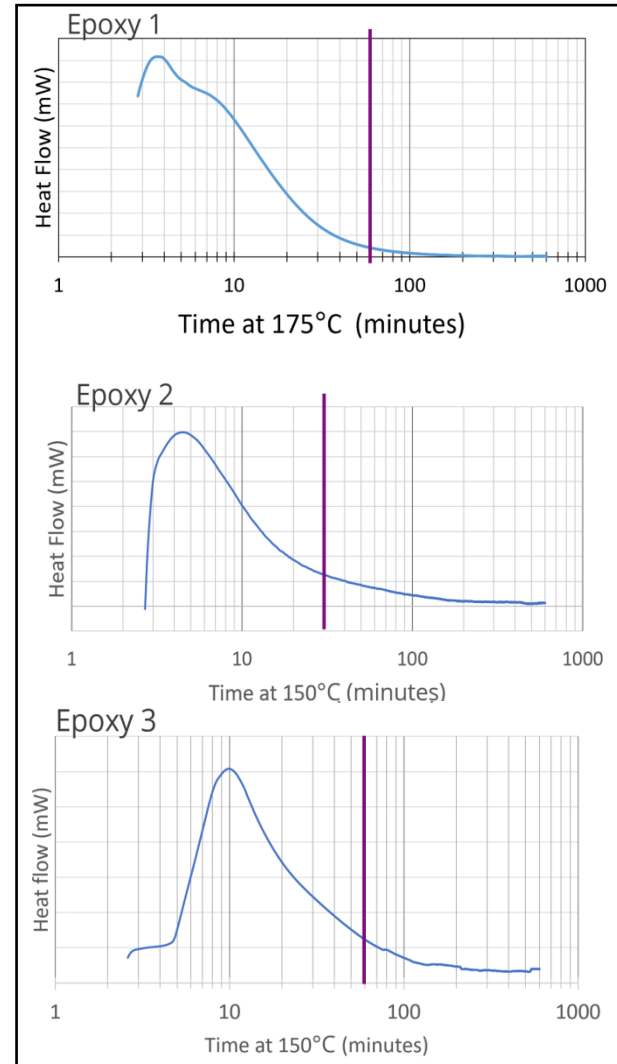 Epoxy 1
Heat Flow (mW)
1 10 100 1000
Time at 175°C (minutes)
Epoxy 2
Heat Flow (mW)
1 10 100 1000
Time at 150°C (minutes)
Epoxy 3
Heat flow (mW)
1 10 100 1000
Time at 150°C (minutes)